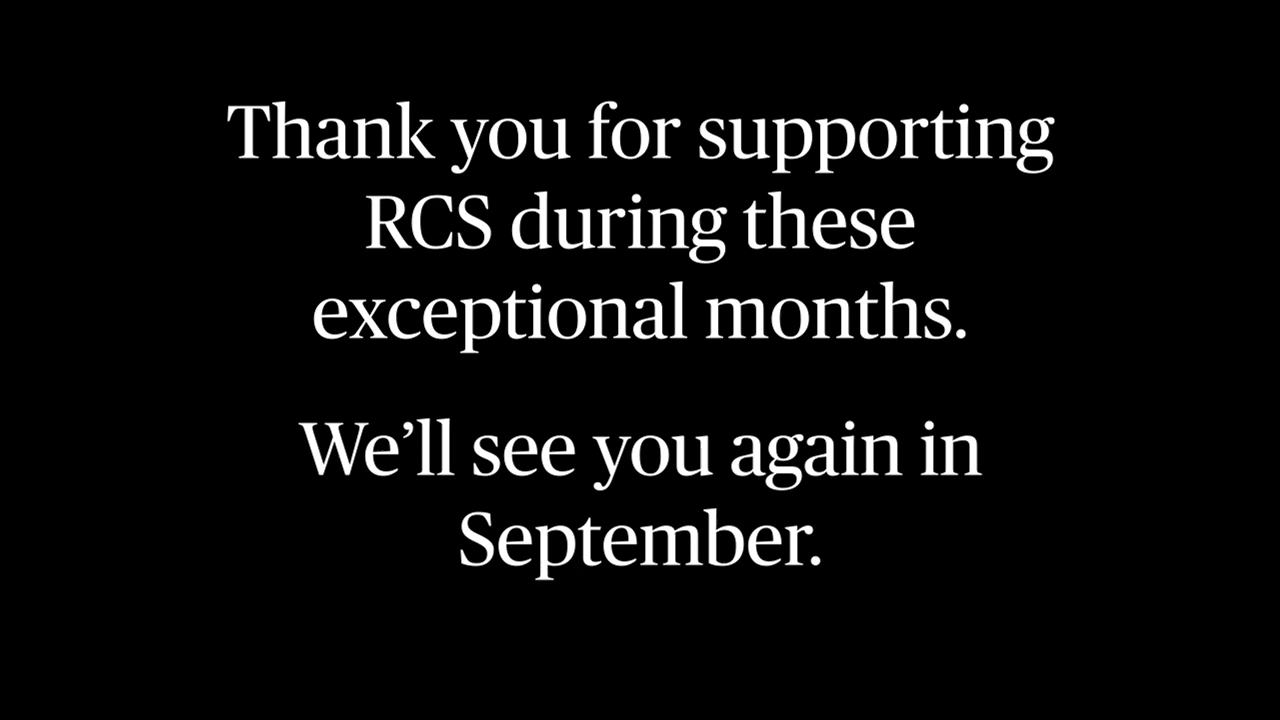 Thank you for supporting
RCS during these
exceptional months.
We’ll see you again in
September.